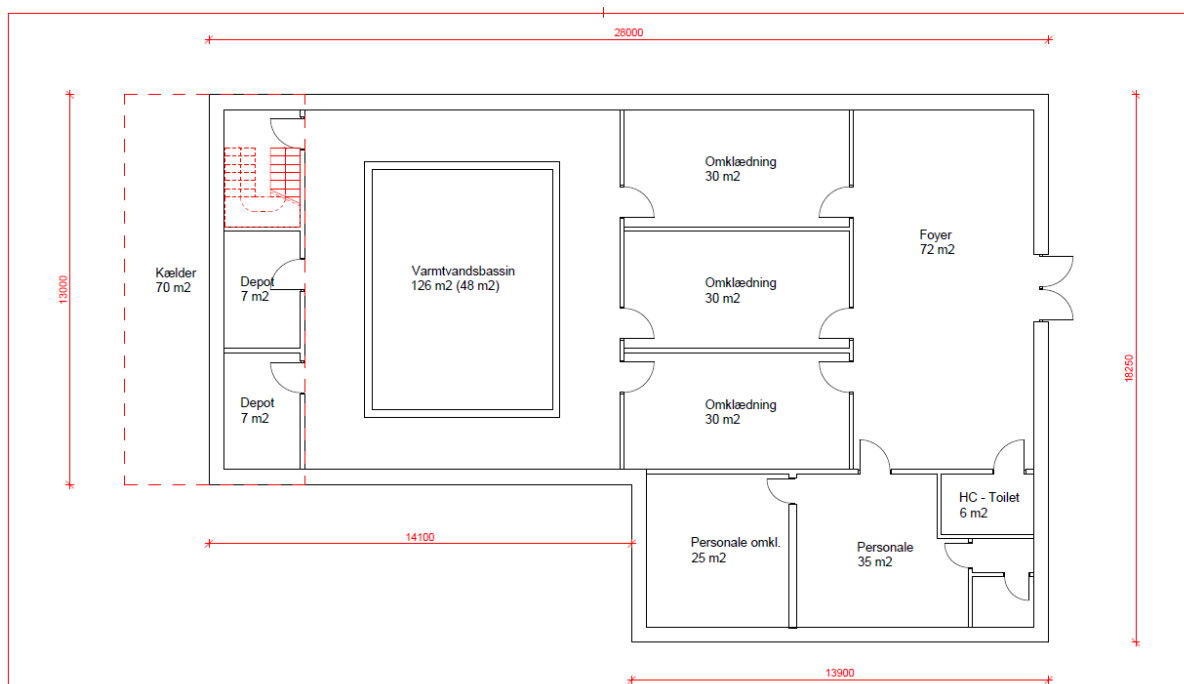 28000
13000
18250
Omklædning
30 m2
Foyer
72 m2
Kælder
70 m2
Depot
7 m2
Varmtvandsbassin
126 m2 (48 m2)
Omklædning
30 m2
Depot
7 m2
Omklædning
30 m2
HC - Toilet
6 m2
14100
Personale omkl.
25 m2
Personale
35 m2
13900